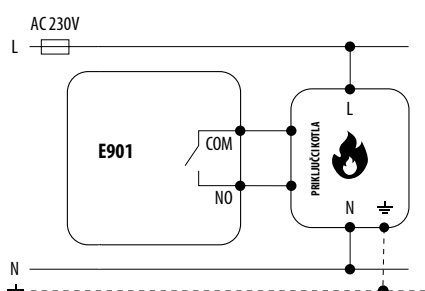 AC 230V
L
L
E901
COM
PRIKLJUČCI KOTLA
NO
N
N